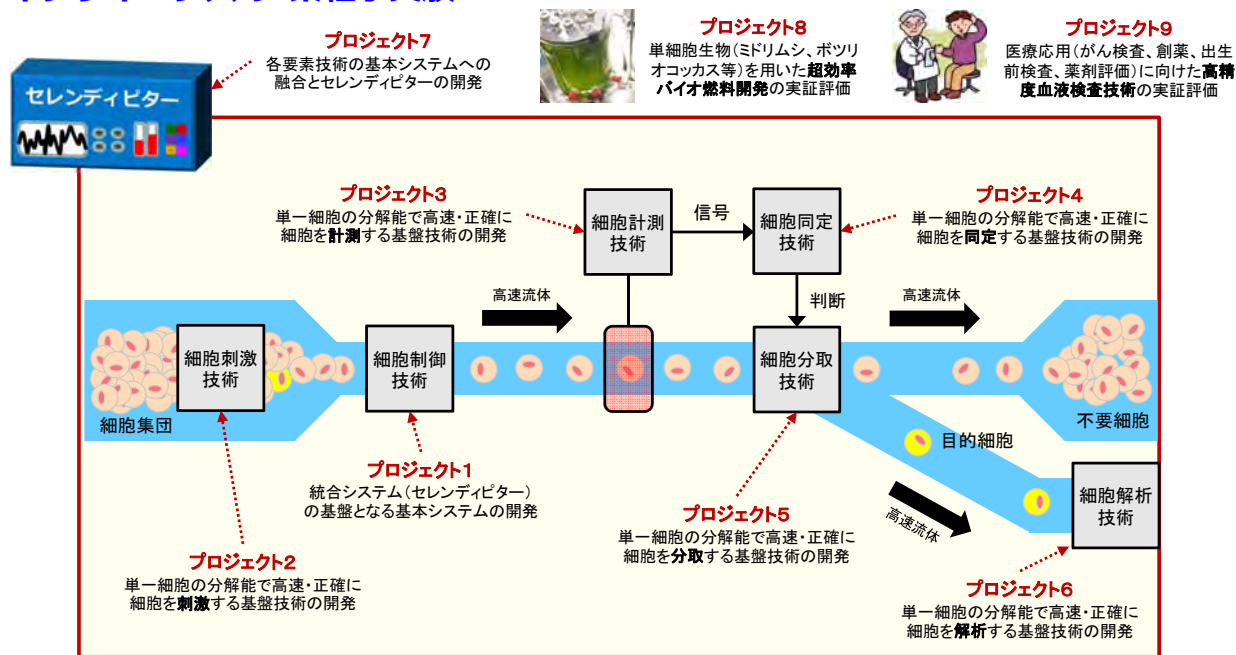 プロジェクト7
各要素技術の基本システムへの
融合とセレンディピターの開発
セレンディピター
プロジェクト8
単細胞生物(ミドリムシ、ボツリ
オコッカス等)を用いた超効率
バイオ燃料開発の実証評価
プロジェクト9
医療応用(がん検査、創薬、出生
前検査、薬剤評価)に向けた高精
度血液検査技術の実証評価
プロジェクト3
単一細胞の分解能で高速・正確に
細胞を計測する基盤技術の開発
細胞計測
技術
信号
細胞同定
技術
プロジェクト4
単一細胞の分解能で高速・正確に
細胞を同定する基盤技術の開発
高速流体
判断
高速流体
細胞刺激
技術
細胞制御
技術
細胞分取
技術
細胞集団
不要細胞
目的細胞
プロジェクト1
統合システム(セレンディピター)
の基盤となる基本システムの開発
プロジェクト5
単一細胞の分解能で高速・正確に
細胞を分取する基盤技術の開発
高速流体
細胞解析
技術
プロジェクト2
単一細胞の分解能で高速・正確に
細胞を刺激する基盤技術の開発
プロジェクト6
単一細胞の分解能で高速・正確に
細胞を解析する基盤技術の開発